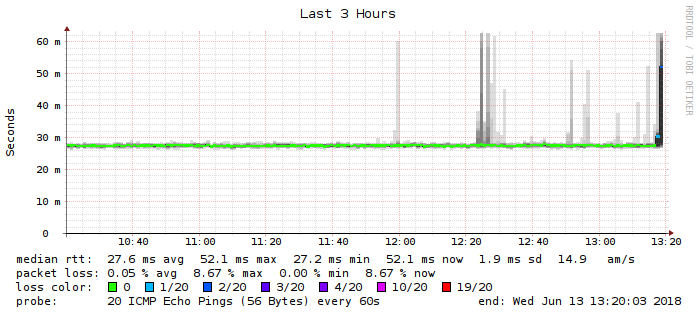 Last 3 Hours
RRDTOOL / TOBI OETIKER
Seconds
60 m
50 m
40 m
30 m
20 m
10 m
0
10:40 11:00 11:20 11:40 12:00 12:20 12:40 13:00 13:20
median rtt: 27.6 ms avg 52.1 ms max 27.2 ms min 52.1 ms now 1.9 ms sd 14.9 am/s
packet loss: 0.05 % avg 8.67 % max 0.00 % min 8.67 % now
loss color: 0 1/20 2/20 3/20 4/20 10/20 19/20
probe: 20 ICMP Echo Pings (56 Bytes) every 60s end: Wed Jun 13 13:20:03 2018